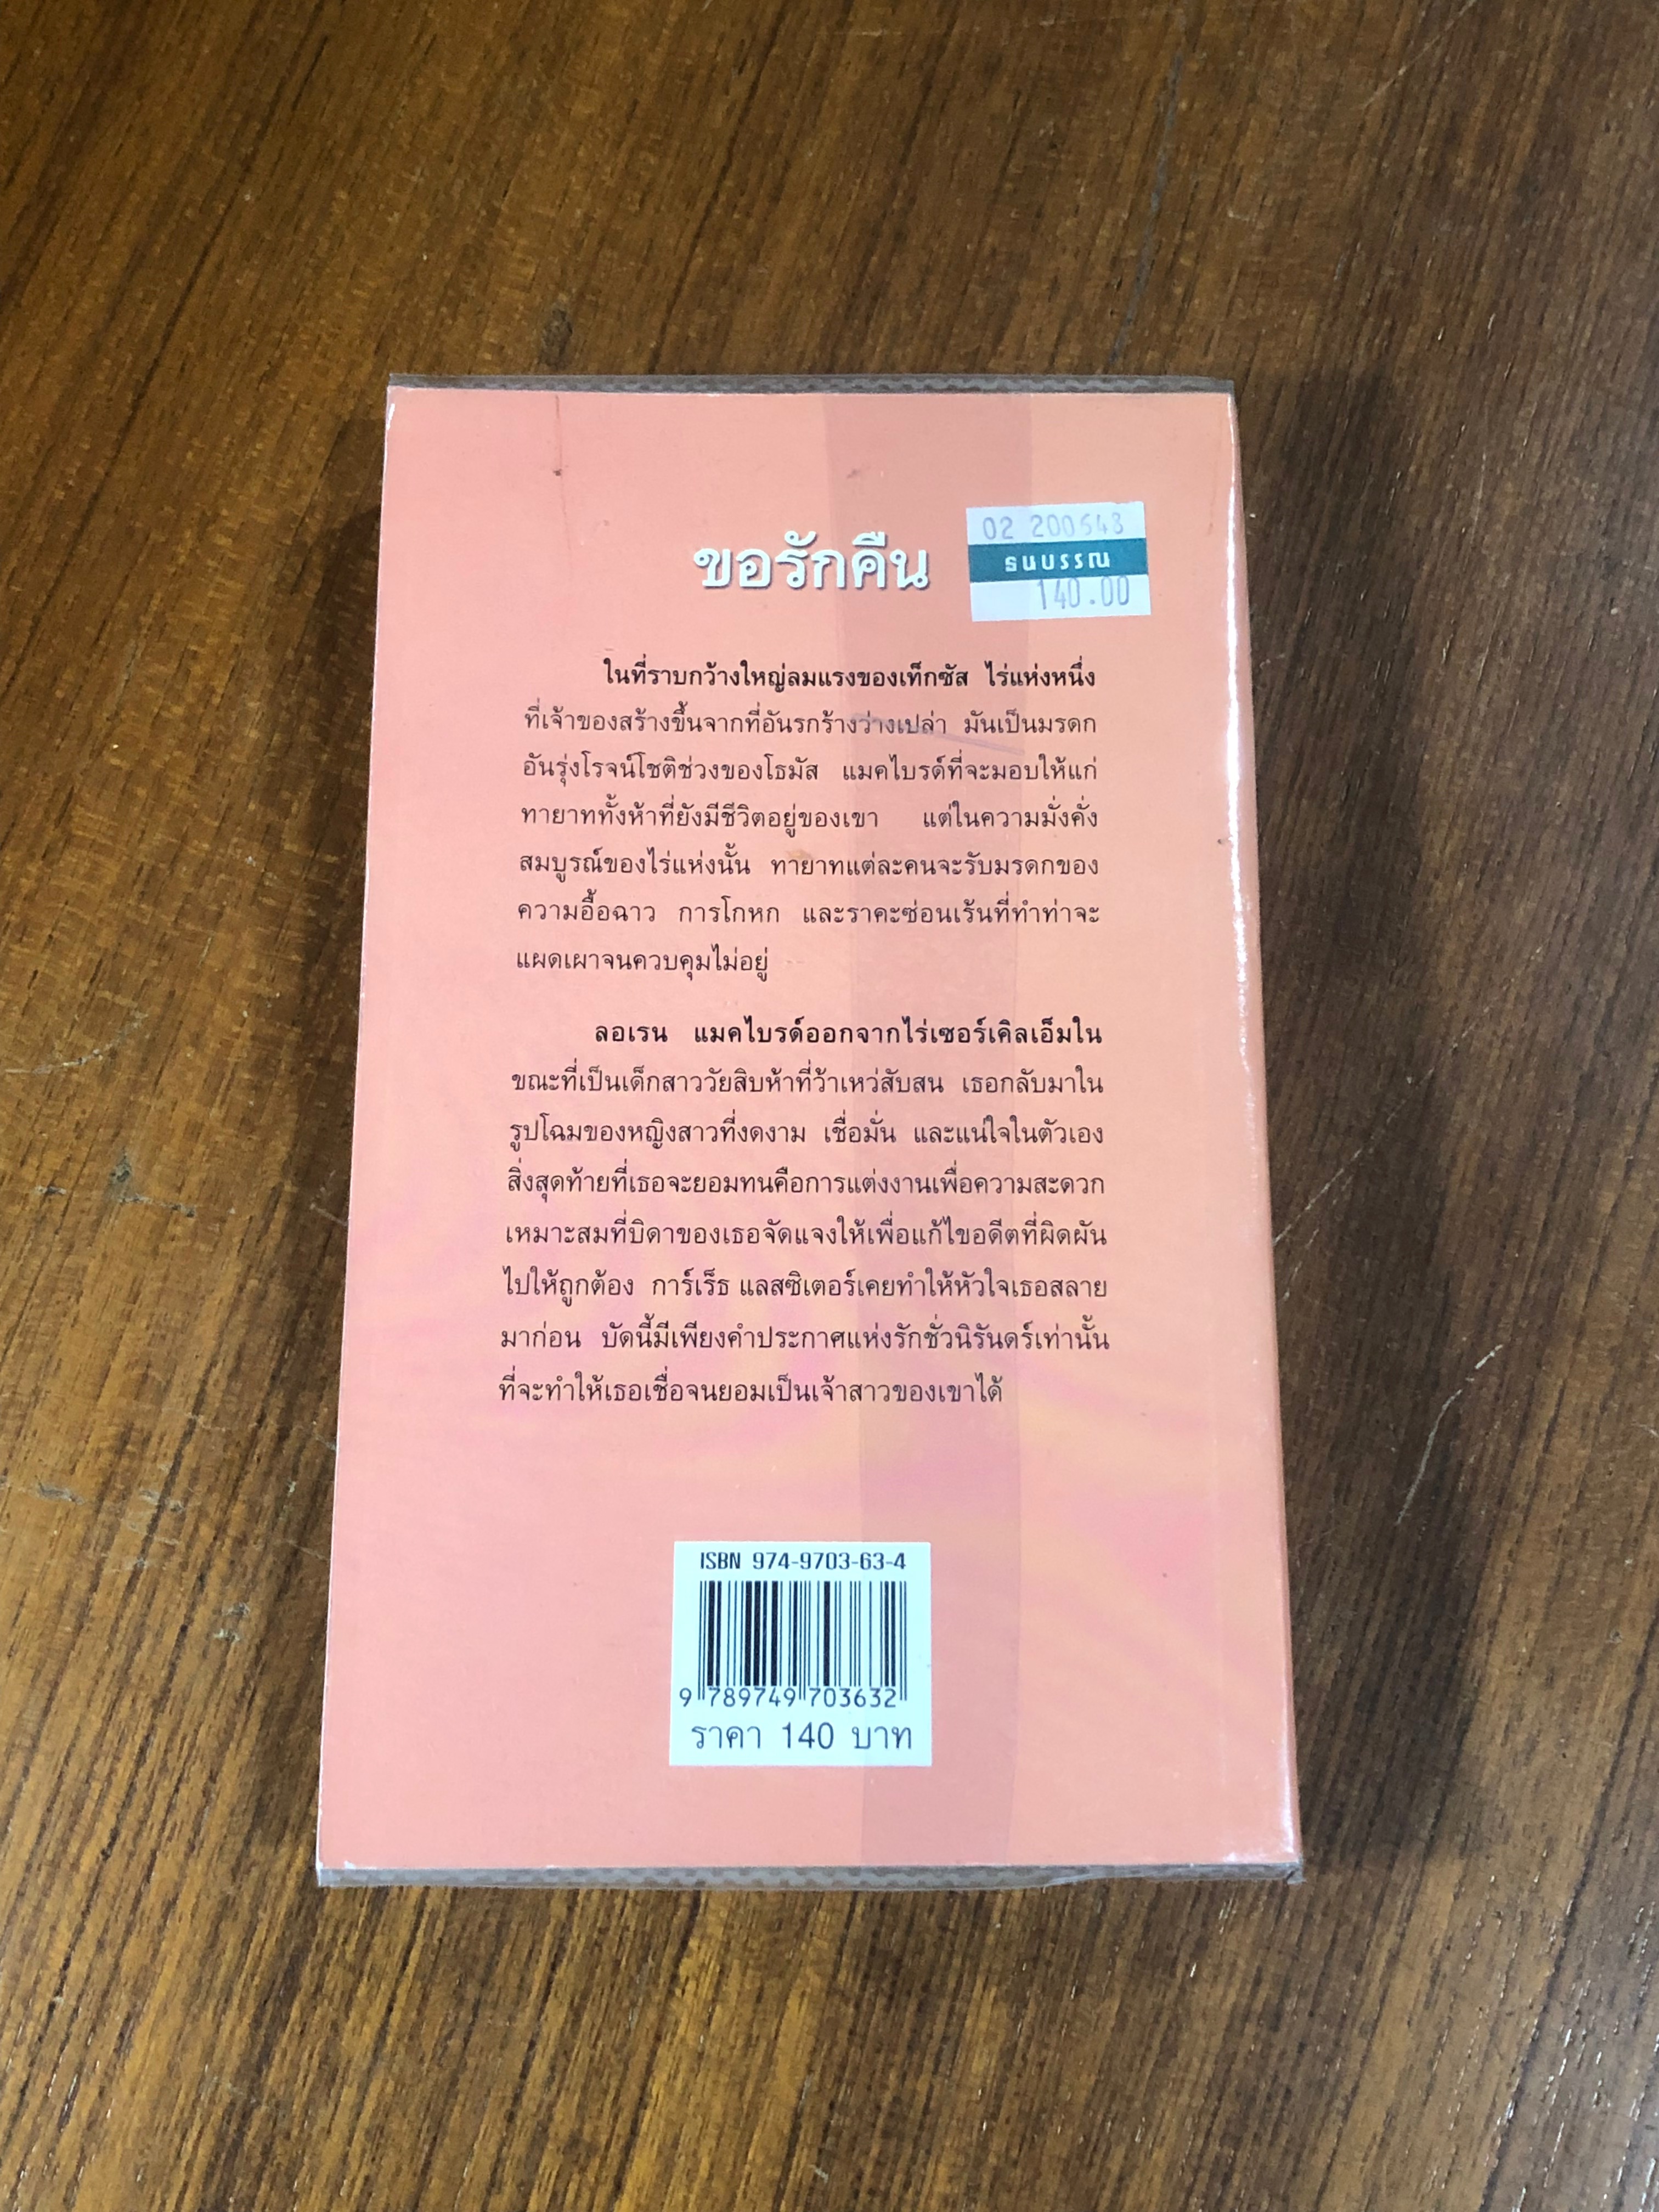 02 200548
ธนบรรณ
140.00
ขอรักคืน
ในที่ราบกว้างใหญ่ลมแรงของเท็กซัส ไร่แห่งหนึ่ง
ที่เจ้าของสร้างขึ้นจากที่อันรกร้างว่างเปล่า มันเป็นมรดก
อันรุ่งโรจน์โชติช่วงของโธมัส แมคไบรด์ที่จะมอบให้แก่
ทายาททั้งห้าที่ยังมีชีวิตอยู่ของเขา แต่ในความมั่งคั่ง
สมบูรณ์ของไร่แห่งนั้น ทายาทแต่ละคนจะรับมรดกของ
ความอื้อฉาว การโกหก และราคะซ่อนเร้นที่ทำท่าจะ
แผดเผาจนควบคุมไม่อยู่
ลอเรน แมคไบรด์ออกจากไร่เซอร์เคิลเอ็มใน
ขณะที่เป็นเด็กสาววัยสิบห้าที่ว้าเหว่สับสน เธอกลับมาใน
รูปโฉมของหญิงสาวที่งดงาม เชื่อมั่น และแน่ใจในตัวเอง
สิ่งสุดท้ายที่เธอจะยอมทนคือการแต่งงานเพื่อความสะดวก
เหมาะสมที่บิดาของเธอจัดแจงให้เพื่อแก้ไขอดีตที่ผิดผัน
ไปให้ถูกต้อง การ์เร็ธ แลสซิเตอร์เคยทำให้หัวใจเธอสลาย
มาก่อน บัดนี้มีเพียงคำประกาศแห่งรักชั่วนิรันดร์เท่านั้น
ที่จะทำให้เธอเชื่อจนยอมเป็นเจ้าสาวของเขาได้
ISBN 974-9703-63-4
9 789749 703632
ราคา 140 บาท